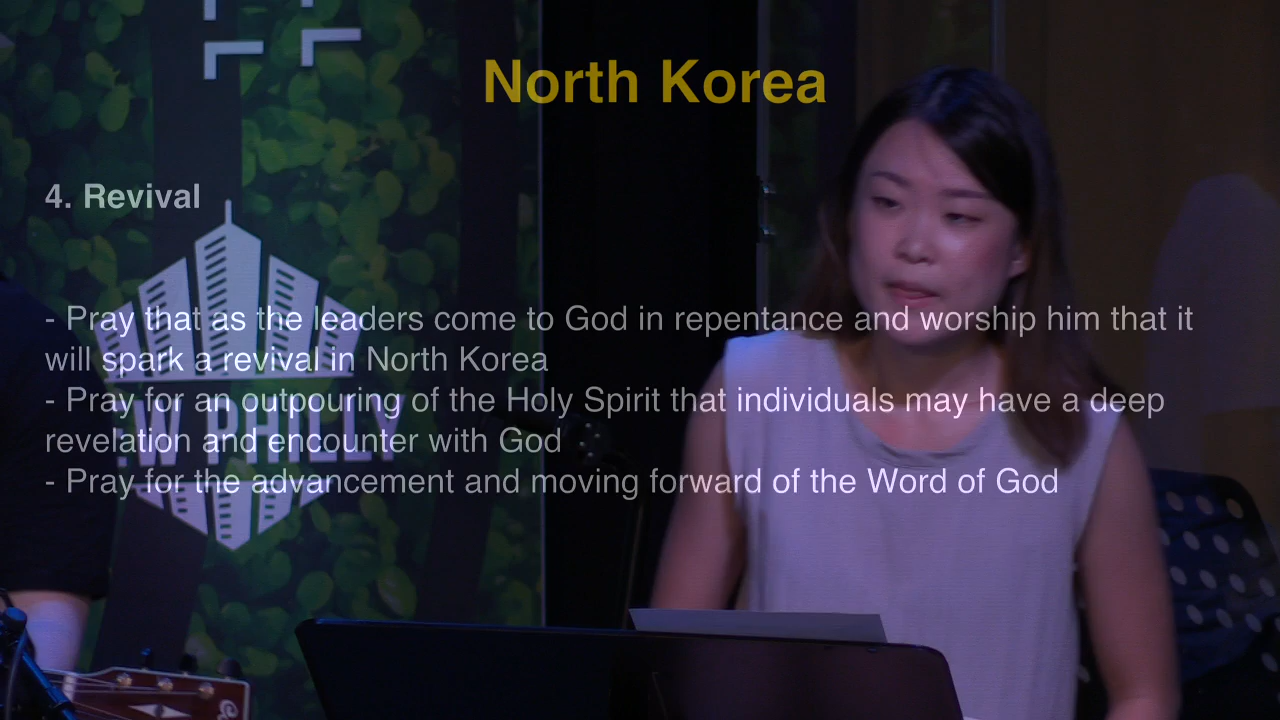 North Korea
4. Revival
- Pray that as the leaders come to God in repentance and worship him that it
will spark a revival in North Korea
- Pray for an outpouring of the Holy Spirit that individuals may have a deep
revelation and encounter with God
PHILLY
- Pray for the advancement and moving forward of the Word of God